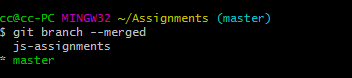 cc@cc-PC MINGW32 ~/Assignments (master)
$ git branch --merged
  js-assignments
* master